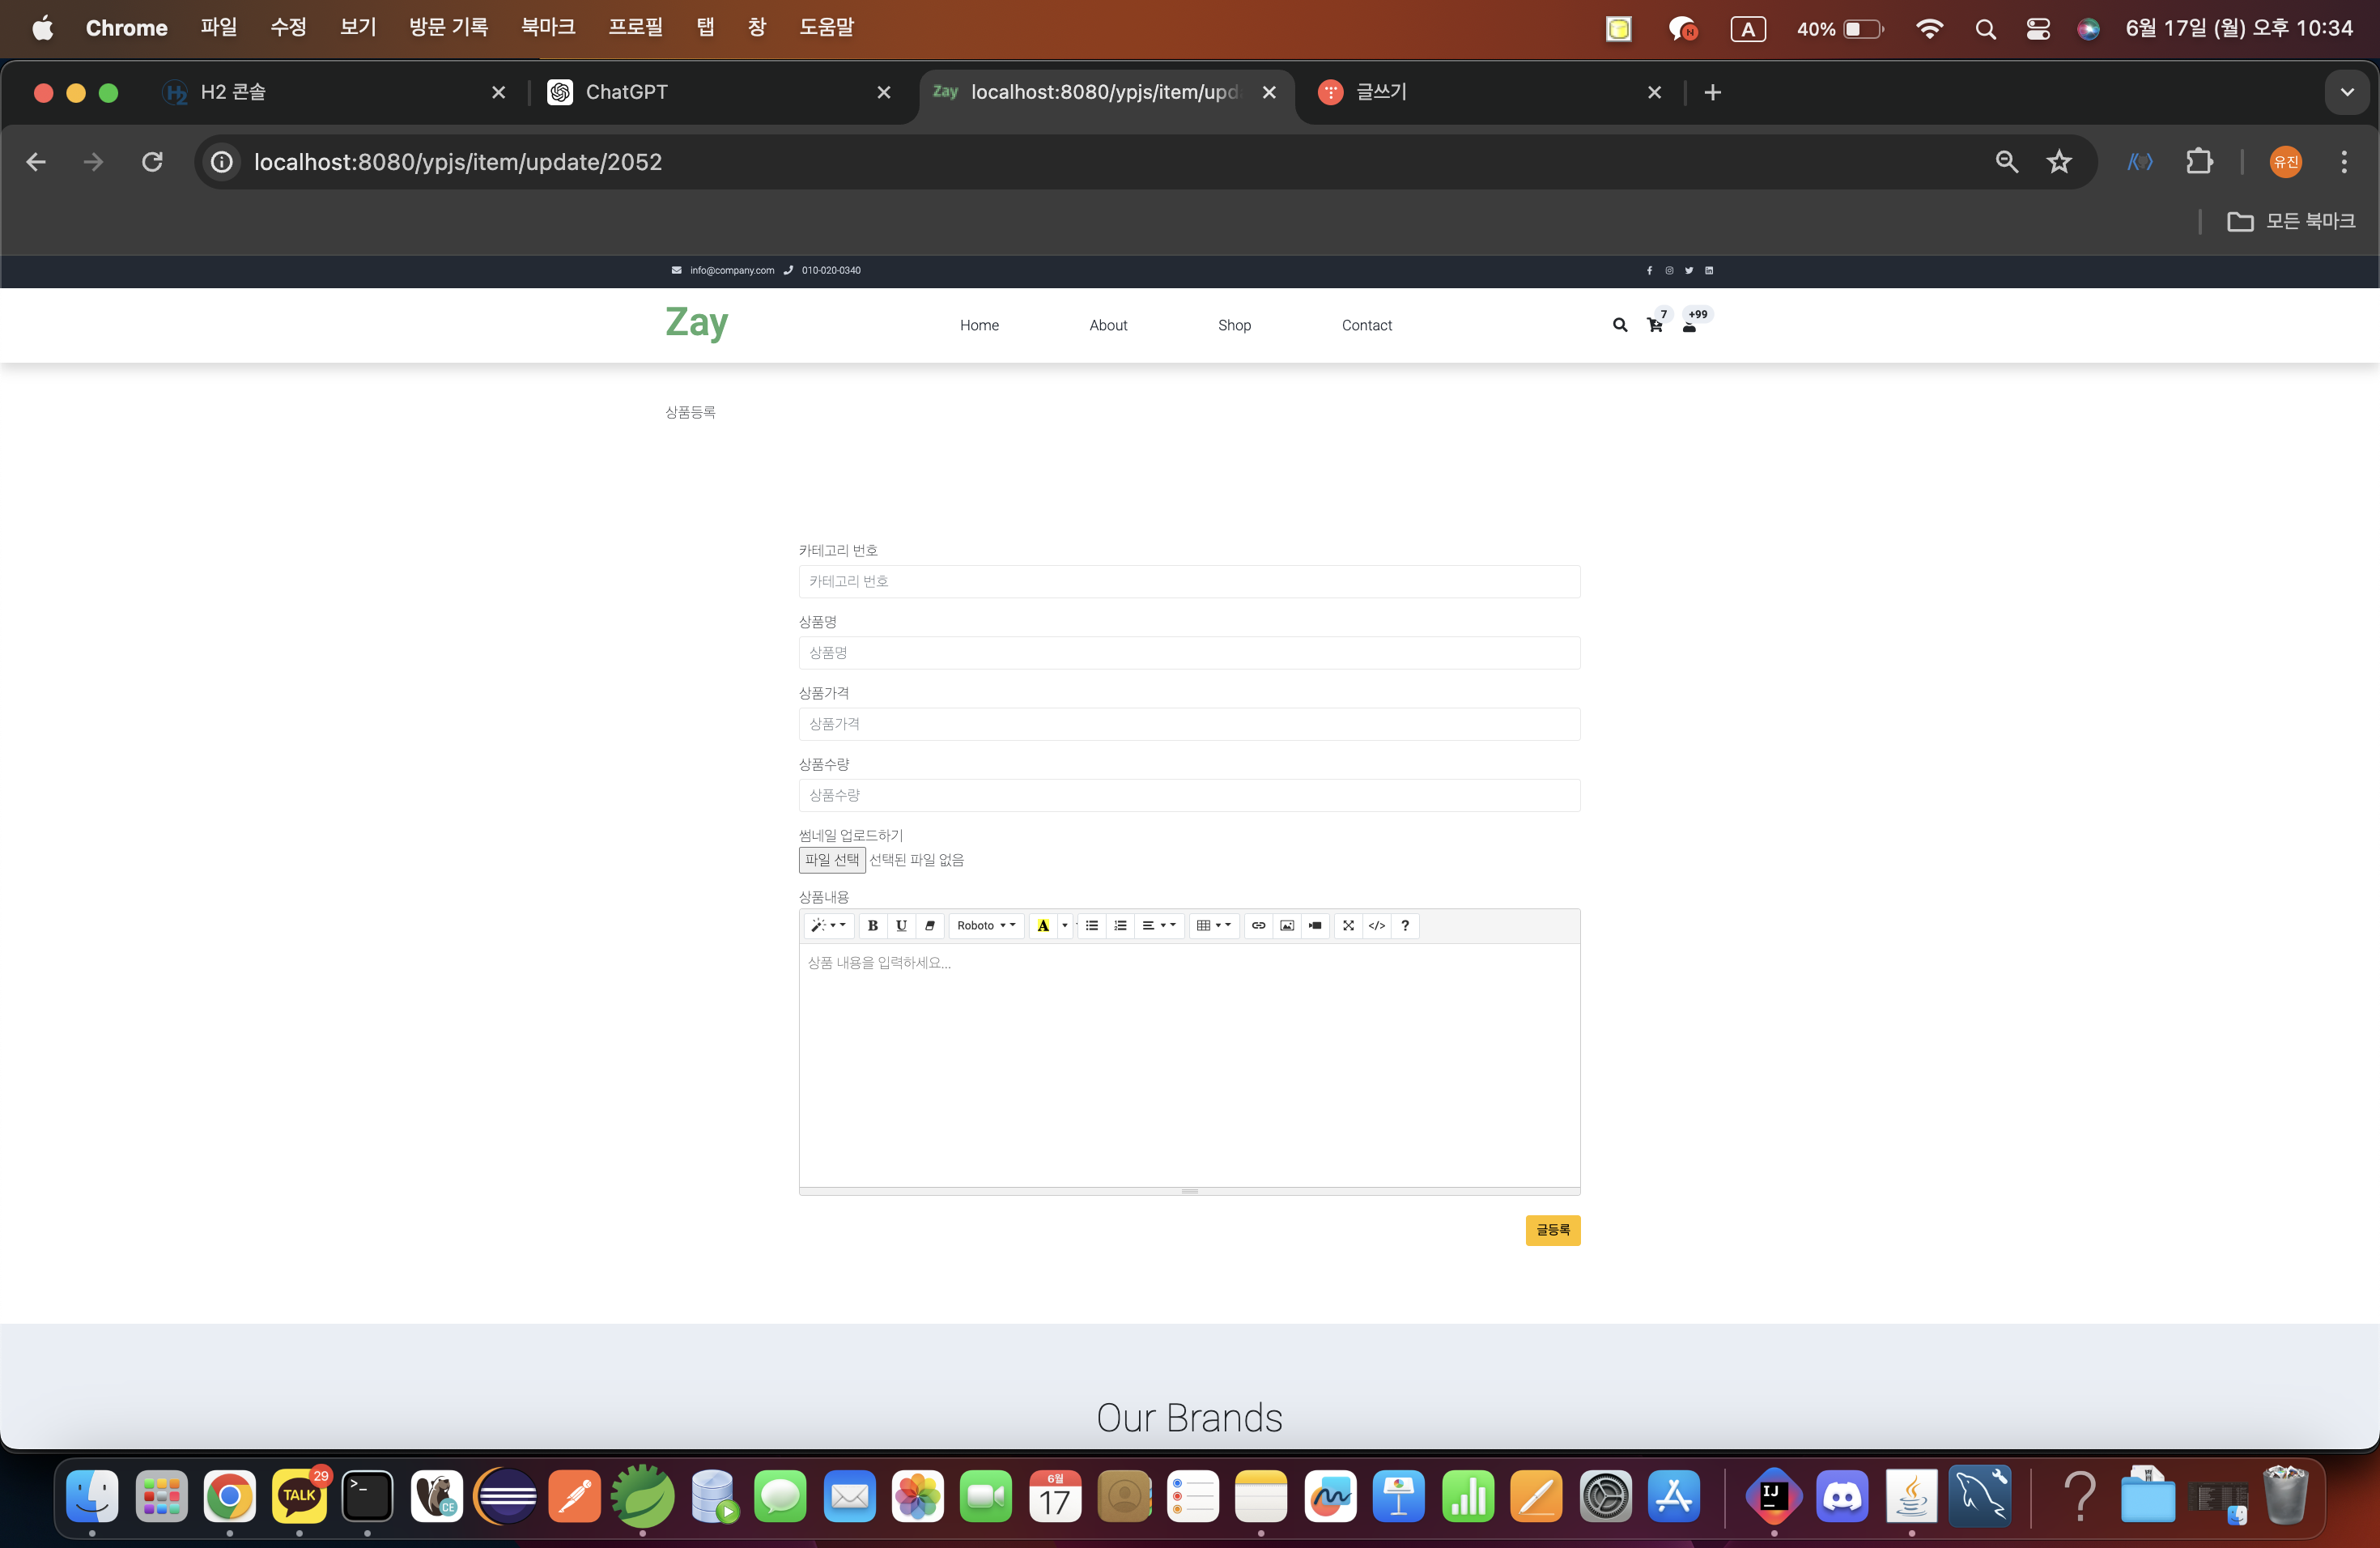 Chrome 파일 수정 보기 방문 기록 북마크 프로필 탭 창 도움말 N A 40% 6월 17일 (월) 오후 10:34
H2 H2 콘솔 ChatGPT Zay localhost:8080/ypjs/item/upd 글쓰기
localhost:8080/ypjs/item/update/2052 유진
모든 북마크
info@company.com 010-020-0340
Zay Home About Shop Contact 7 +99
상품등록
카테고리 번호
카테고리 번호
상품명
상품명
상품가격
상품가격
상품수량
상품수량
썸네일 업로드하기
파일 선택 선택된 파일 없음
상품내용
B U Roboto A </> ?
상품 내용을 입력하세요...
글등록
Our Brands
TALK 29 >_ CE 6월 17 IJ